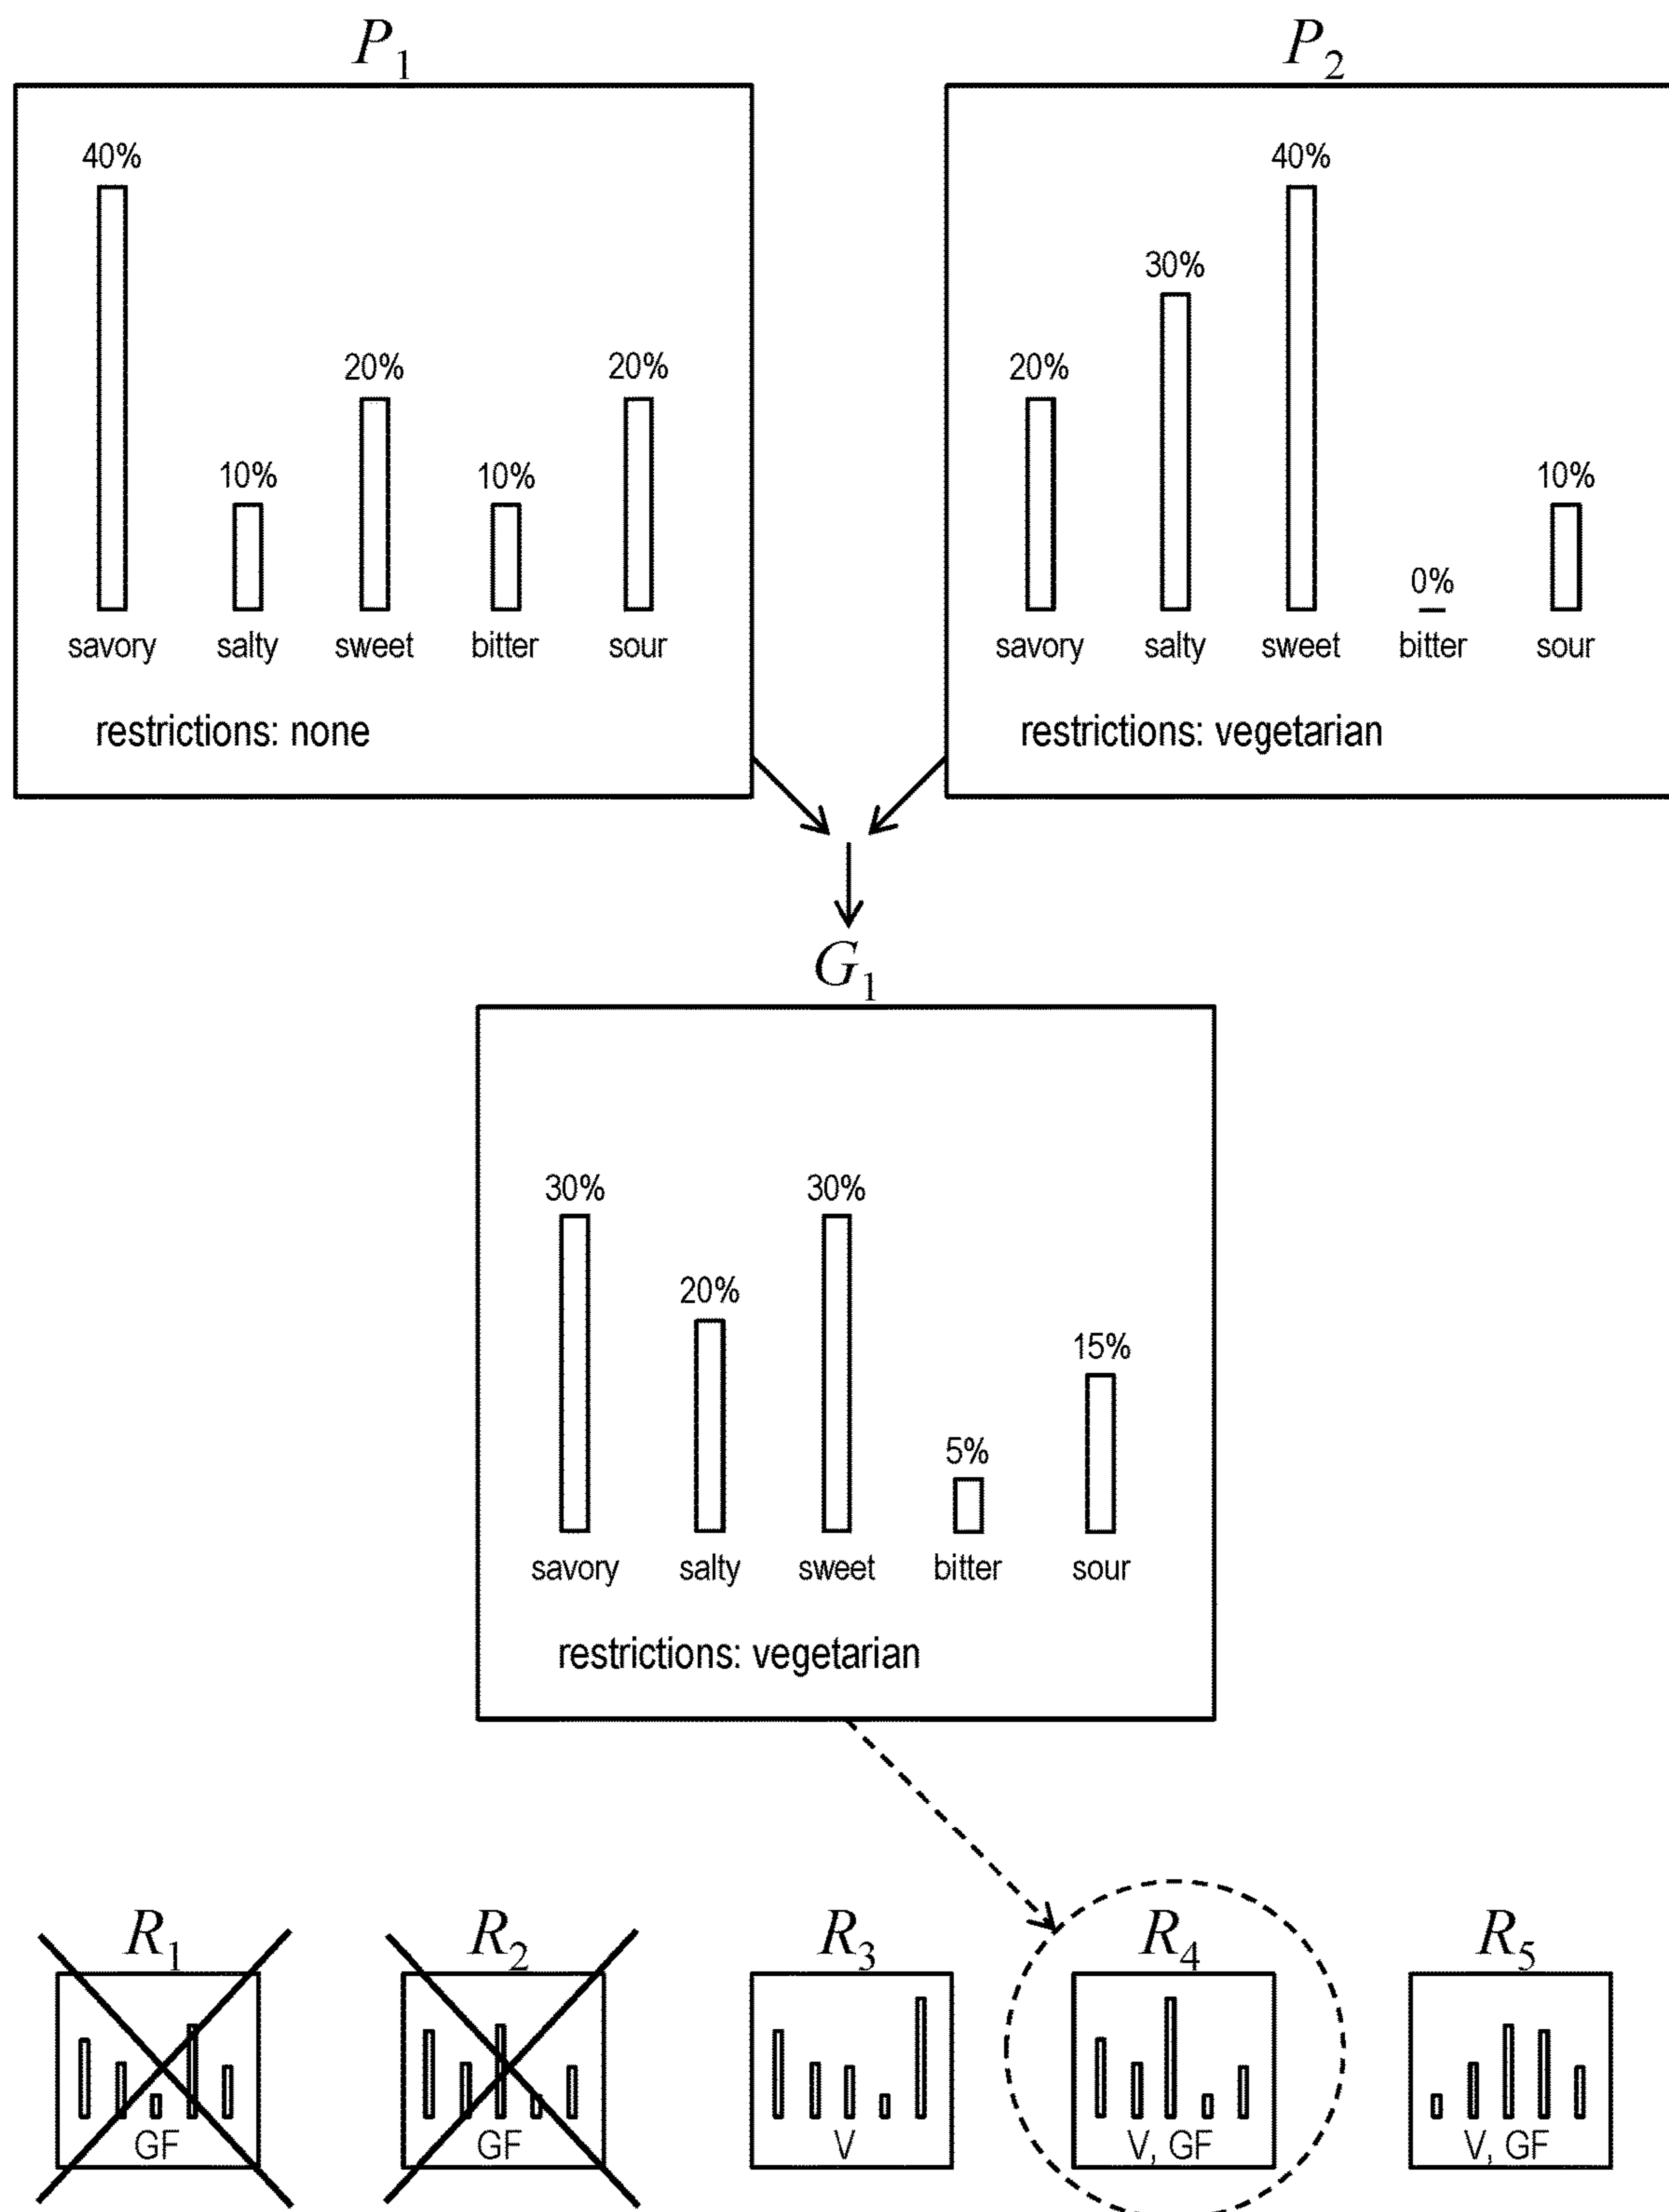 P1
40%
10%
20%
10%
20%
savory salty sweet bitter sour
restrictions: none
P2
20%
30%
40%
0%
10%
savory salty sweet bitter sour
restrictions: vegetarian
G1
30%
20%
30%
5%
15%
savory salty sweet bitter sour
restrictions: vegetarian
R1
GF
R2
GF
R3
V
R4
V, GF
R5
V, GF